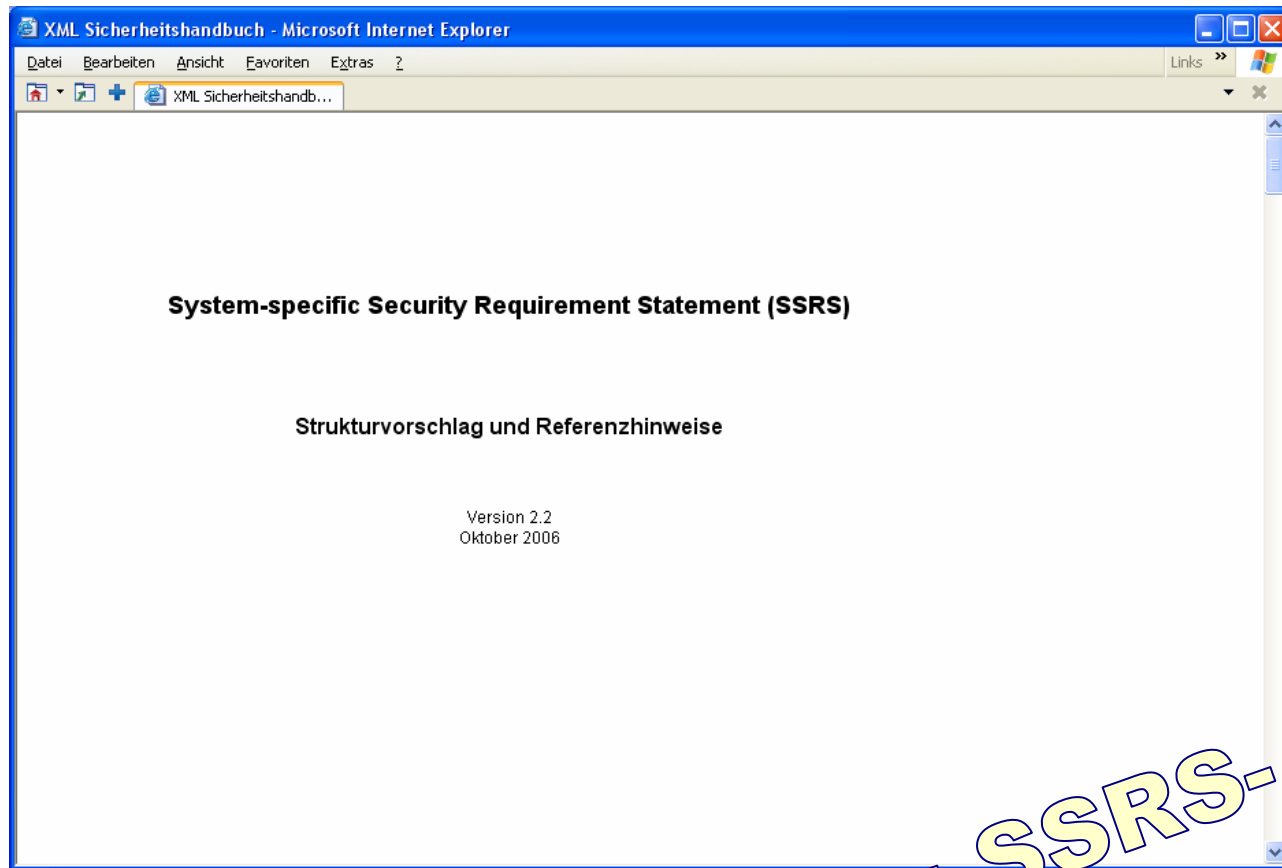 XML Sicherheitshandbuch - Microsoft Internet Explorer
Datei Bearbeiten Ansicht Favoriten Extras ? Links »
XML Sicherheitshandb...
System-specific Security Requirement Statement (SSRS)
Strukturvorschlag und Referenzhinweise
Version 2.2
Oktober 2006
SSRS-